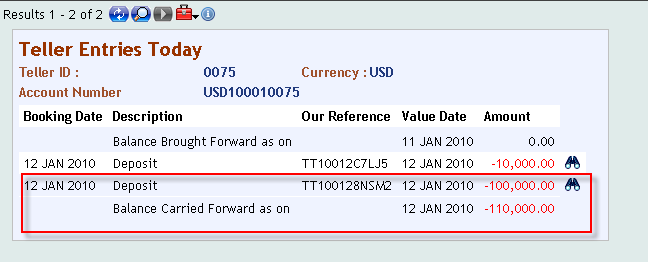 Results 1 - 2 of 2
Teller Entries Today
Teller ID : 0075 Currency : USD
Account Number USD100010075
Booking Date Description Our Reference Value Date Amount
Balance Brought Forward as on 11 JAN 2010 0.00
12 JAN 2010 Deposit TT10012C7LJ5 12 JAN 2010 -10,000.00
12 JAN 2010 Deposit TT100128NSM2 12 JAN 2010 -100,000.00
Balance Carried Forward as on 12 JAN 2010 -110,000.00